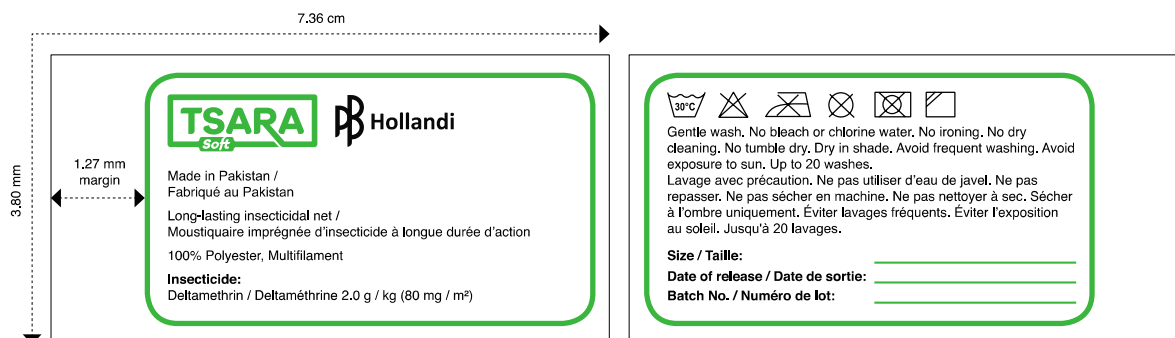 7.36 cm
3.80 mm
1.27 mm
margin
TSARA
Soft
Hollandi
Made in Pakistan /
Fabriqué au Pakistan
Long-lasting insecticidal net /
Moustiquaire imprégnée d'insecticide à longue durée d'action
100% Polyester, Multifilament
Insecticide:
Deltamethrin / Deltaméthrine 2.0 g / kg (80 mg / m²)
30°C
Gentle wash. No bleach or chlorine water. No ironing. No dry
cleaning. No tumble dry. Dry in shade. Avoid frequent washing. Avoid
exposure to sun. Up to 20 washes.
Lavage avec précaution. Ne pas utiliser d'eau de javel. Ne pas
repasser. Ne pas sécher en machine. Ne pas nettoyer à sec. Sécher
à l'ombre uniquement. Éviter lavages fréquents. Éviter l'exposition
au soleil. Jusqu'à 20 lavages.
Size / Taille:
Date of release / Date de sortie:
Batch No. / Numéro de lot: